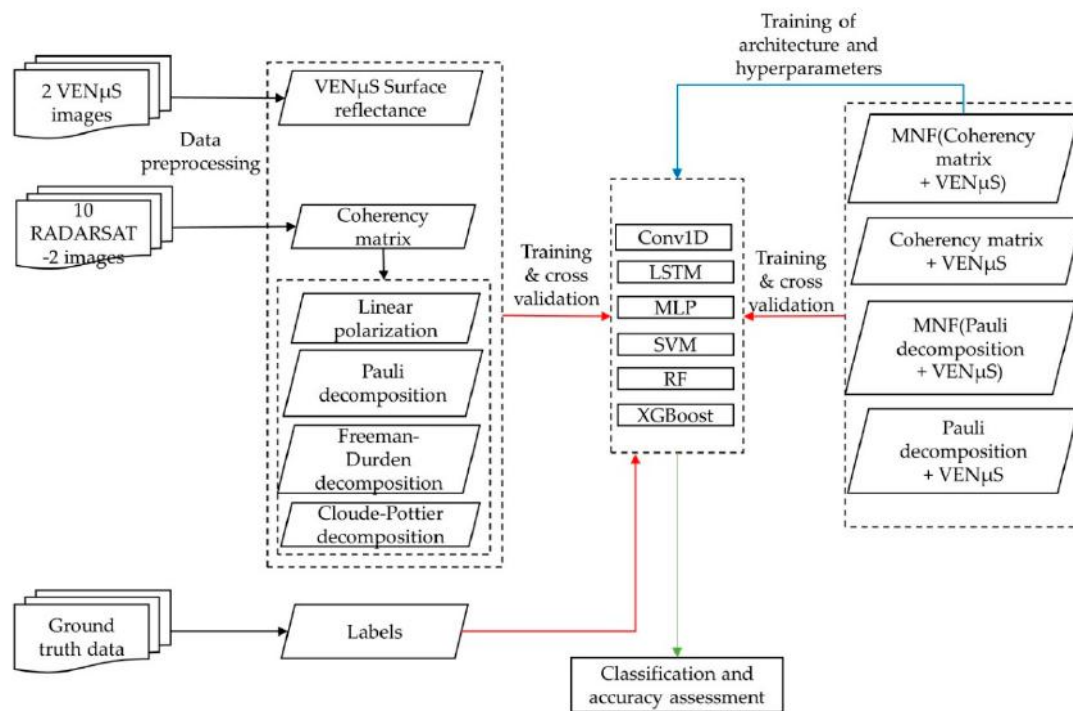 2 VENμS
images
VENμS Surface
reflectance
Data
preprocessing
10
RADARSAT
-2 images
Coherency
matrix
Linear
polarization
Pauli
decomposition
Freeman-
Durden
decomposition
Cloude-Pottier
decomposition
Ground
truth data
Labels
Training
& cross
validation
Training of
architecture and
hyperparameters
Conv1D
LSTM
MLP
SVM
RF
XGBoost
Training
& cross
validation
MNF(Coherency
matrix
+ VENμS)
Coherency matrix
+ VENμS
MNF(Pauli
decomposition
+ VENμS)
Pauli
decomposition
+ VENμS
Classification and
accuracy assessment